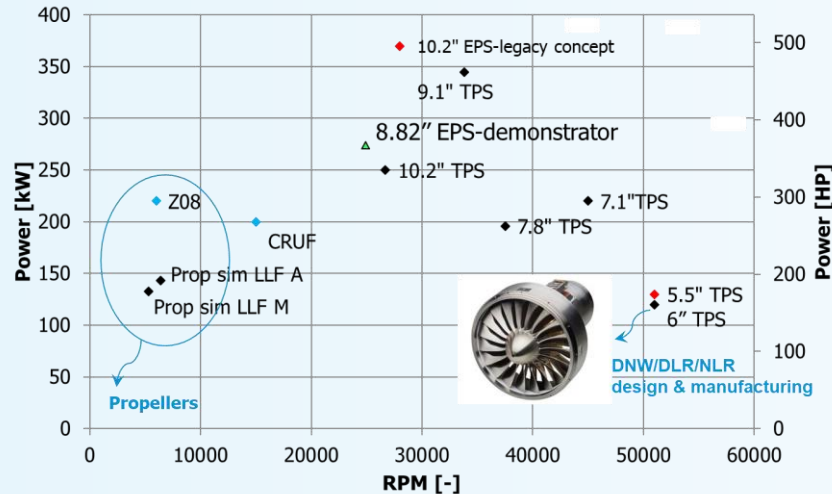 400
350
300
250
200
150
100
50
0
Power [kW]
500
400
300
200
100
0
Power [HP]
10.2" EPS-legacy concept
9.1" TPS
8.82" EPS-demonstrator
10.2" TPS
7.1"TPS
7.8" TPS
Z08
CRUF
Prop sim LLF A
Prop sim LLF M
5.5" TPS
6" TPS
DNW/DLR/NLR
design & manufacturing
Propellers
0
10000
20000
30000
40000
50000
60000
RPM [-]